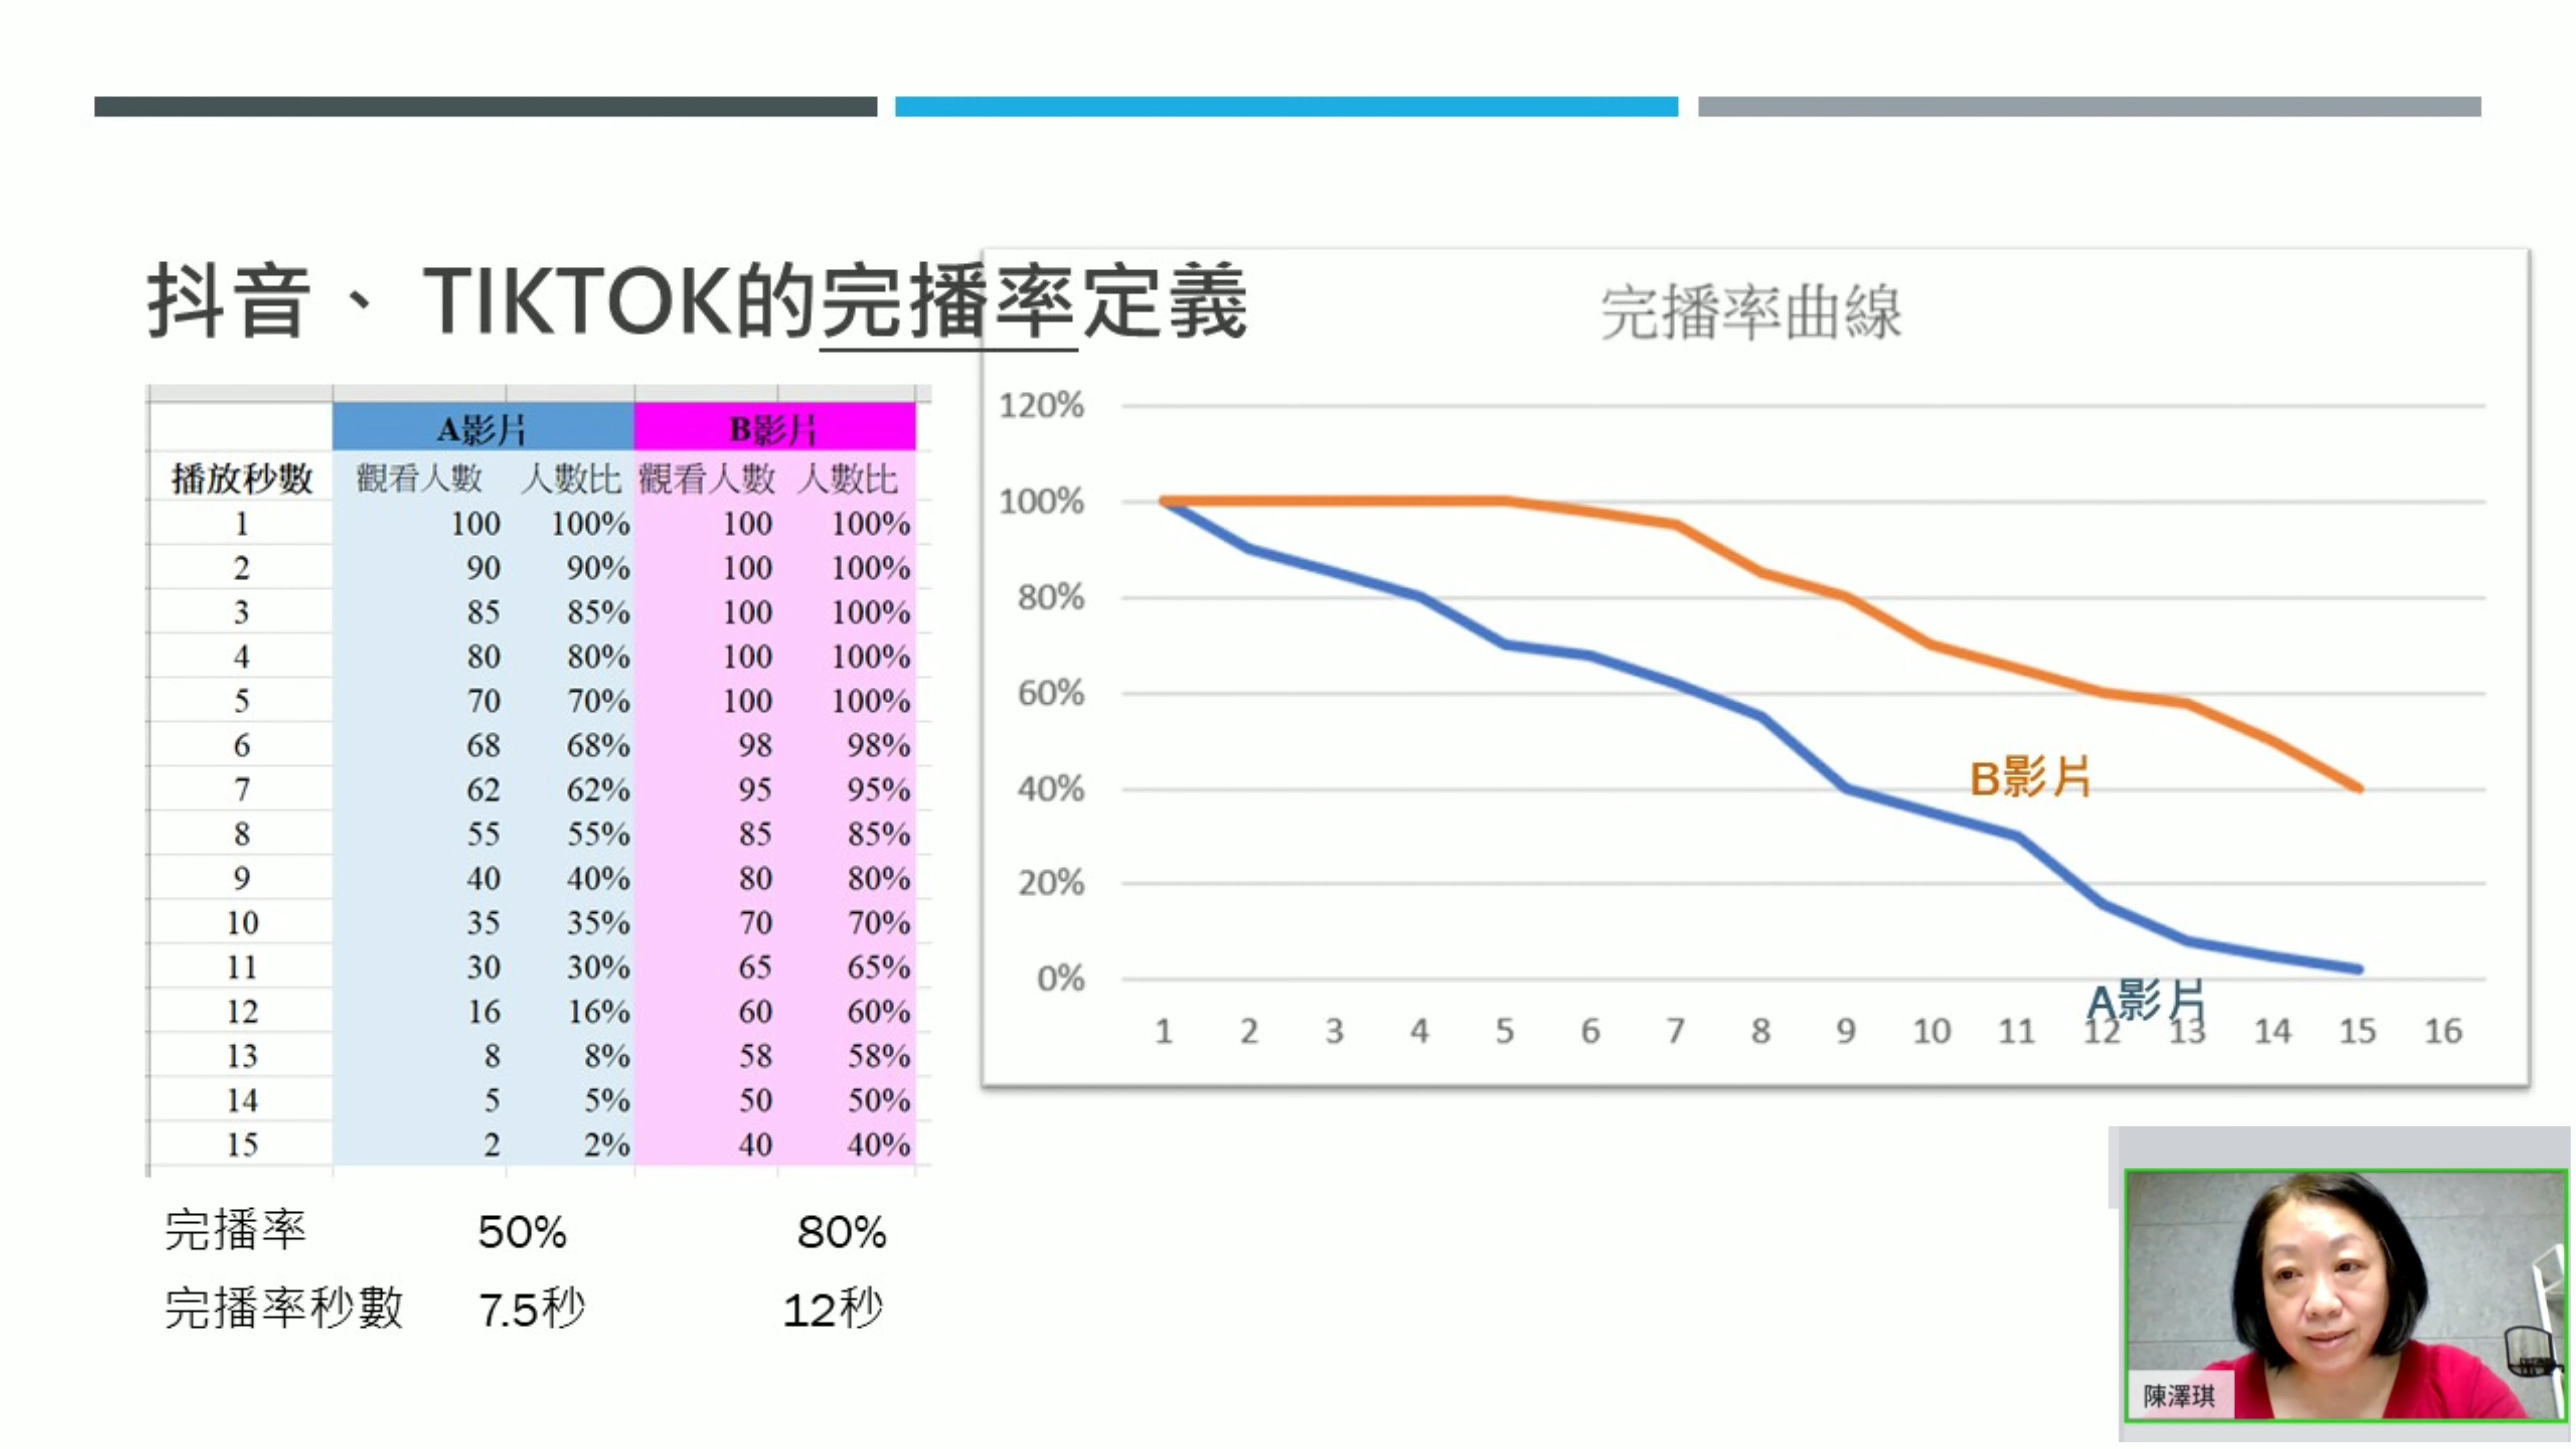 抖音、 TIKTOK的完播率定義
A影片 B影片
播放秒數 觀看人數 人數比 觀看人數 人數比
1 100 100% 100 100%
2 90 90% 100 100%
3 85 85% 100 100%
4 80 80% 100 100%
5 70 70% 100 100%
6 68 68% 98 98%
7 62 62% 95 95%
8 55 55% 85 85%
9 40 40% 80 80%
10 35 35% 70 70%
11 30 30% 65 65%
12 16 16% 60 60%
13 8 8% 58 58%
14 5 5% 50 50%
15 2 2% 40 40%
完播率 50% 80%
完播率秒數 7.5秒 12秒
完播率曲線
120%
100%
80%
60%
40%
20%
0%
B影片
A影片
1 2 3 4 5 6 7 8 9 10 11 12 13 14 15 16
陳澤琪